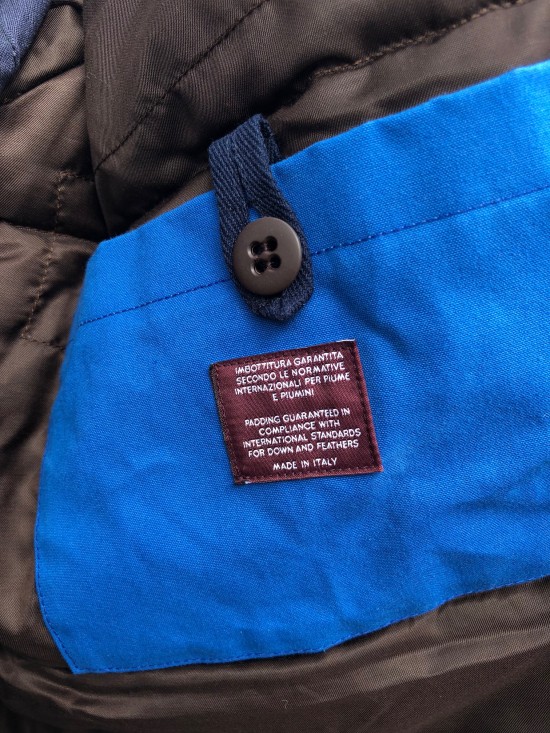 IMBOTTITURA GARANTITA
SECONDO LE NORMATIVE
INTERNAZIONALI PER PIUME
E PIUMINI
PADDING GUARANTEED IN
COMPLIANCE WITH
INTERNATIONAL STANDARDS
FOR DOWN AND FEATHERS
MADE IN ITALY